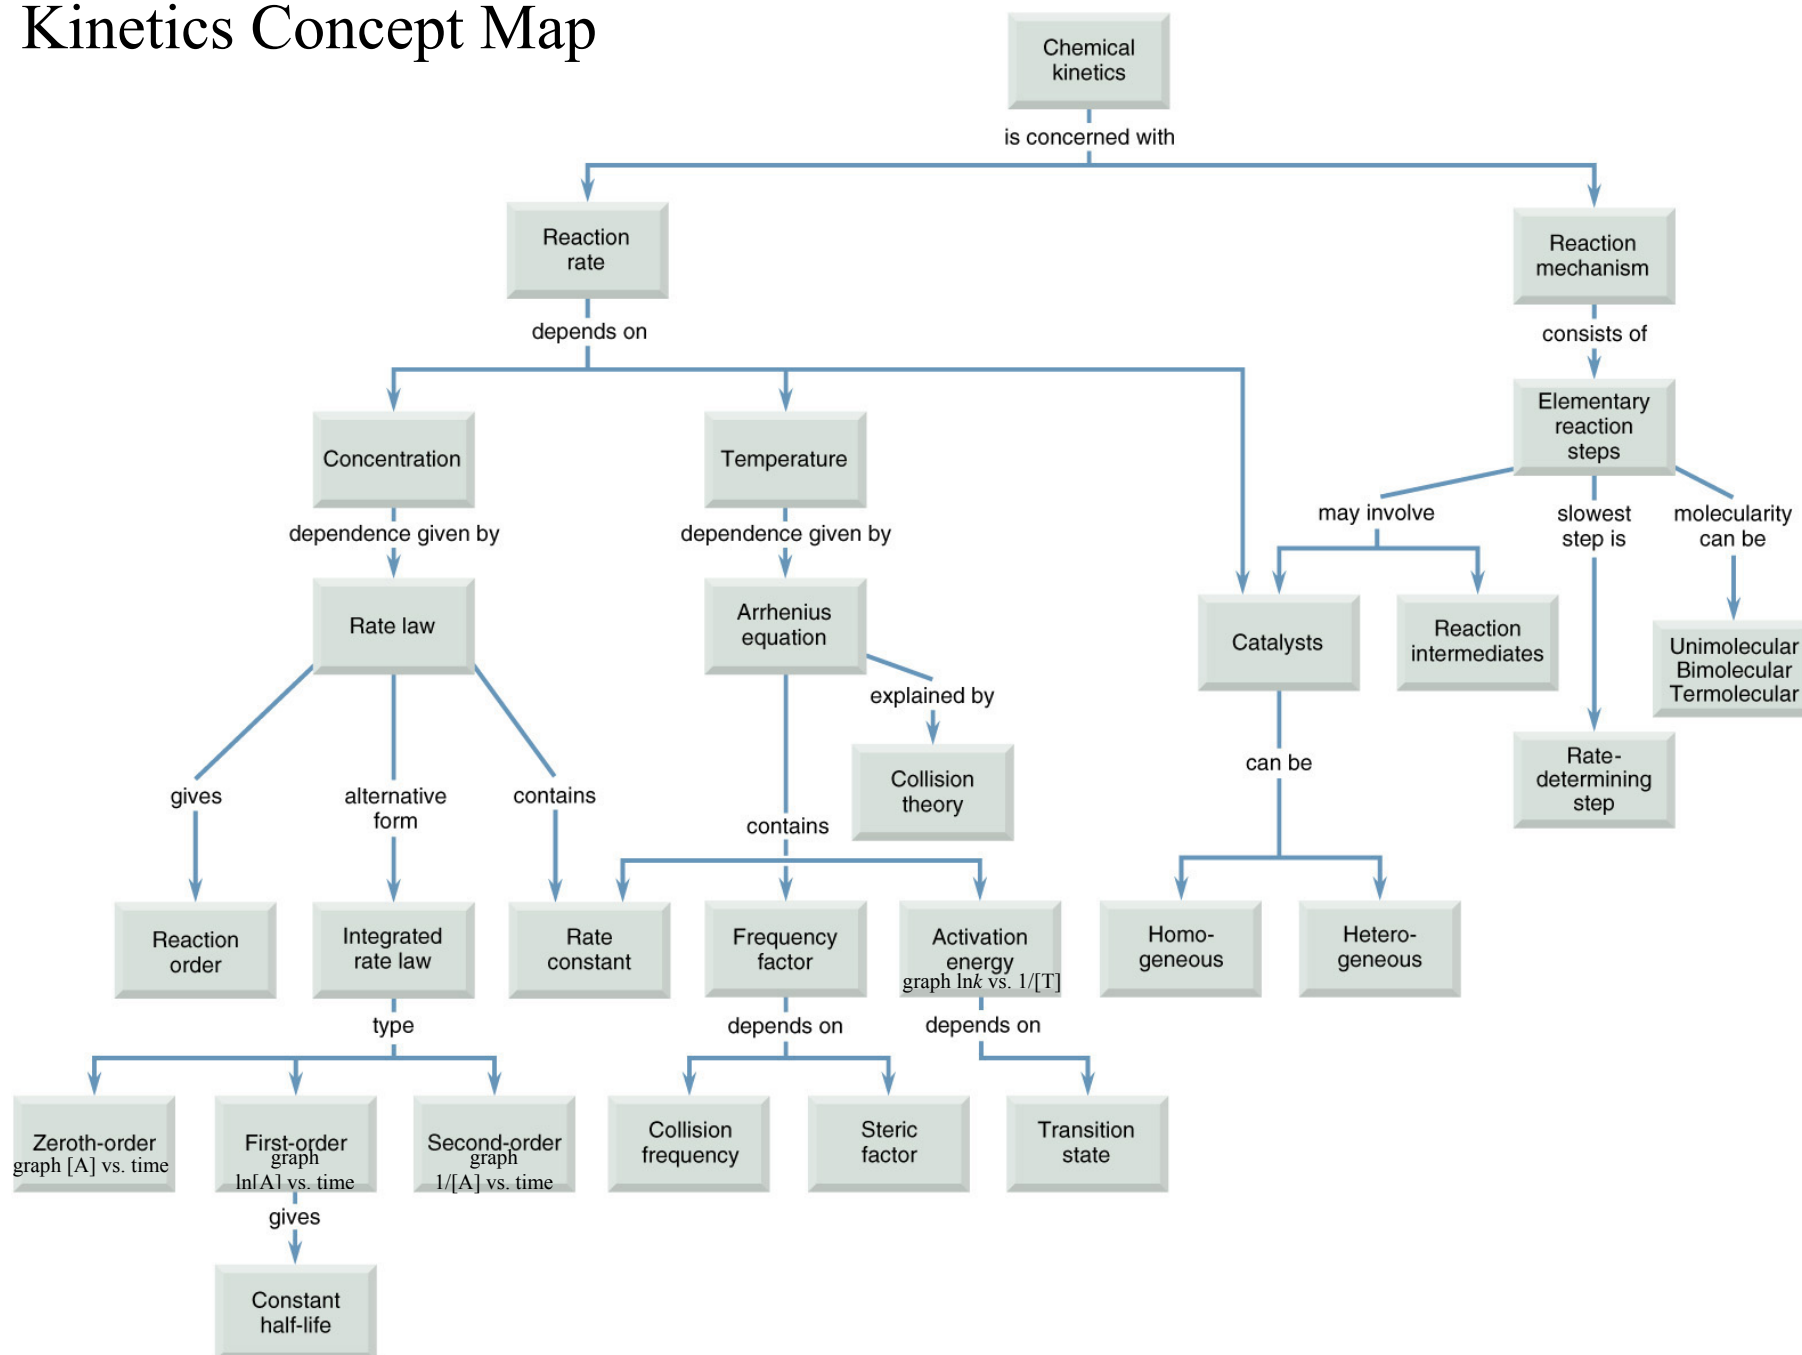 Kinetics Concept Map
Chemical
kinetics
is concerned with
Reaction
rate
Reaction
mechanism
depends on
consists of
Concentration
Temperature
Elementary
reaction
steps
dependence given by
dependence given by
may involve
slowest
step is
molecularity
can be
Rate law
Arrhenius
equation
Catalysts
Reaction
intermediates
Unimolecular
Bimolecular
Termolecular
explained by
Collision
theory
can be
Rate-
determining
step
gives
alternative
form
contains
contains
Reaction
order
Integrated
rate law
Rate
constant
Frequency
factor
Activation
energy
graph lnk vs. 1/[T]
Homo-
geneous
Hetero-
geneous
type
depends on
depends on
Zeroth-order
graph [A] vs. time
First-order
graph
ln[A] vs. time
Second-order
graph
1/[A] vs. time
Collision
frequency
Steric
factor
Transition
state
gives
Constant
half-life